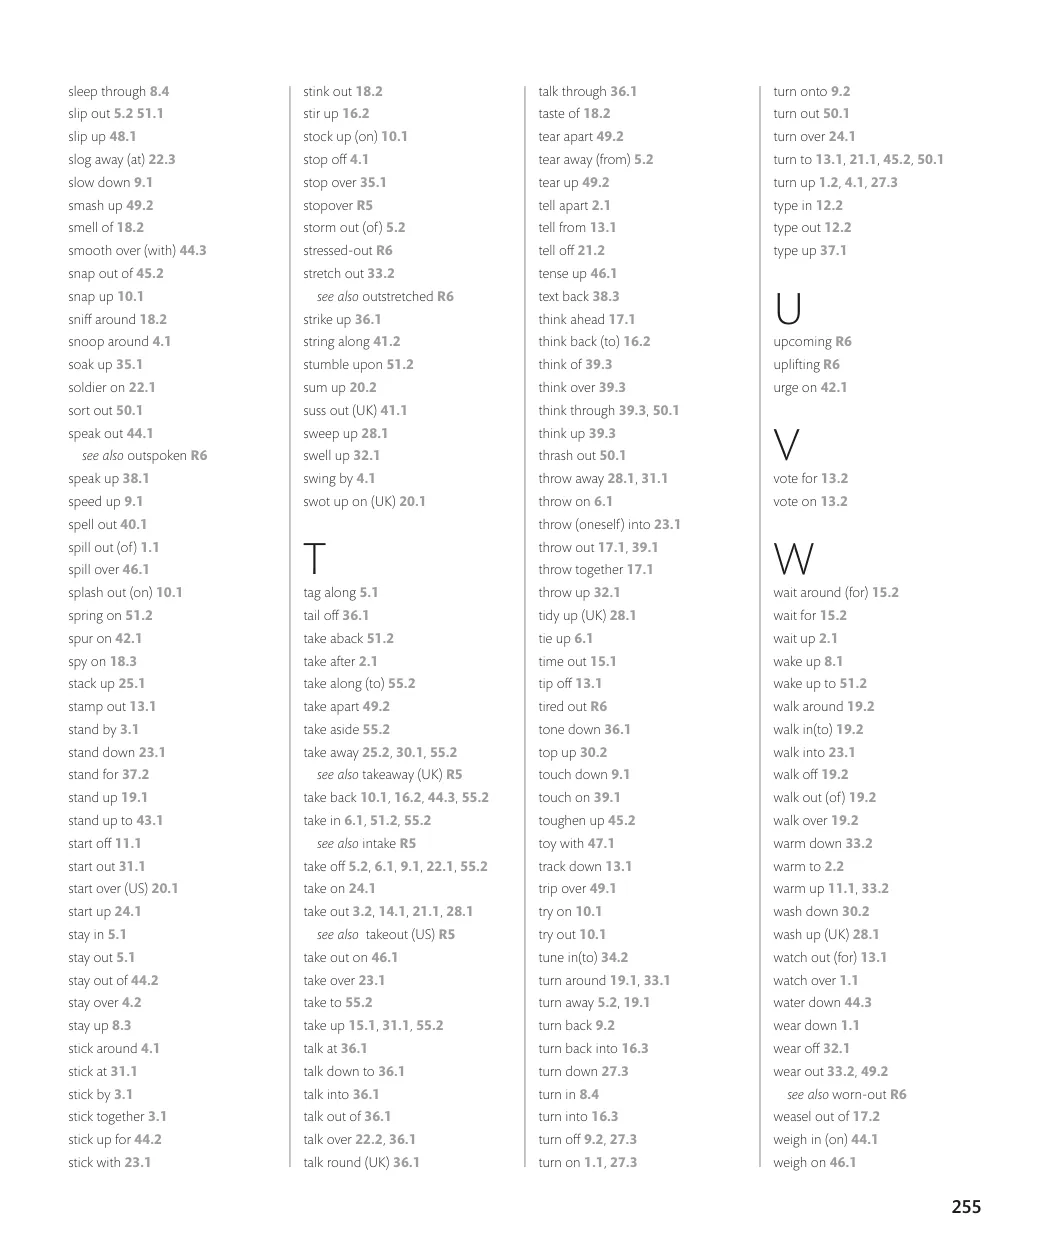 sleep through 8.4
slip out 5.2 51.1
slip up 48.1
slog away (at) 22.3
slow down 9.1
smash up 49.2
smell of 18.2
smooth over (with) 44.3
snap out of 45.2
snap up 10.1
sniff around 18.2
snoop around 4.1
soak up 35.1
soldier on 22.1
sort out 50.1
speak out 44.1
see also outspoken R6
speak up 38.1
speed up 9.1
spell out 40.1
spill out (of) 1.1
spill over 46.1
splash out (on) 10.1
spring on 51.2
spur on 42.1
spy on 18.3
stack up 25.1
stamp out 13.1
stand by 3.1
stand down 23.1
stand for 37.2
stand up 19.1
stand up to 43.1
start off 11.1
start out 31.1
start over (US) 20.1
start up 24.1
stay in 5.1
stay out 5.1
stay out of 44.2
stay over 4.2
stay up 8.3
stick around 4.1
stick at 31.1
stick by 3.1
stick together 3.1
stick up for 44.2
stick with 23.1
stink out 18.2
stir up 16.2
stock up (on) 10.1
stop off 4.1
stop over 35.1
stopover R5
storm out (of) 5.2
stressed-out R6
stretch out 33.2
see also outstretched R6
strike up 36.1
string along 41.2
stumble upon 51.2
sum up 20.2
suss out (UK) 41.1
sweep up 28.1
swell up 32.1
swing by 4.1
swot up on (UK) 20.1
T
tag along 5.1
tail off 36.1
take aback 51.2
take after 2.1
take along (to) 55.2
take apart 49.2
take aside 55.2
take away 25.2, 30.1, 55.2
see also takeaway (UK) R5
take back 10.1, 16.2, 44.3, 55.2
take in 6.1, 51.2, 55.2
see also intake R5
take off 5.2, 6.1, 9.1, 22.1, 55.2
take on 24.1
take out 3.2, 14.1, 21.1, 28.1
see also takeout (US) R5
take out on 46.1
take over 23.1
take to 55.2
take up 15.1, 31.1, 55.2
talk at 36.1
talk down to 36.1
talk into 36.1
talk out of 36.1
talk over 22.2, 36.1
talk round (UK) 36.1
talk through 36.1
taste of 18.2
tear apart 49.2
tear away (from) 5.2
tear up 49.2
tell apart 2.1
tell from 13.1
tell off 21.2
tense up 46.1
text back 38.3
think ahead 17.1
think back (to) 16.2
think of 39.3
think over 39.3
think through 39.3, 50.1
think up 39.3
thrash out 50.1
throw away 28.1, 31.1
throw on 6.1
throw (oneself) into 23.1
throw out 17.1, 39.1
throw together 17.1
throw up 32.1
tidy up (UK) 28.1
tie up 6.1
time out 15.1
tip off 13.1
tired out R6
tone down 36.1
top up 30.2
touch down 9.1
touch on 39.1
toughen up 45.2
toy with 47.1
track down 13.1
trip over 49.1
try on 10.1
try out 10.1
tune in(to) 34.2
turn around 19.1, 33.1
turn away 5.2, 19.1
turn back 9.2
turn back into 16.3
turn down 27.3
turn in 8.4
turn into 16.3
turn off 9.2, 27.3
turn on 1.1, 27.3
turn onto 9.2
turn out 50.1
turn over 24.1
turn to 13.1, 21.1, 45.2, 50.1
turn up 1.2, 4.1, 27.3
type in 12.2
type out 12.2
type up 37.1
U
upcoming R6
uplifting R6
urge on 42.1
V
vote for 13.2
vote on 13.2
W
wait around (for) 15.2
wait for 15.2
wait up 2.1
wake up 8.1
wake up to 51.2
walk around 19.2
walk in(to) 19.2
walk into 23.1
walk off 19.2
walk out (of) 19.2
walk over 19.2
warm down 33.2
warm to 2.2
warm up 11.1, 33.2
wash down 30.2
wash up (UK) 28.1
watch out (for) 13.1
watch over 1.1
water down 44.3
wear down 1.1
wear off 32.1
wear out 33.2, 49.2
see also worn-out R6
weasel out of 17.2
weigh in (on) 44.1
weigh on 46.1
255